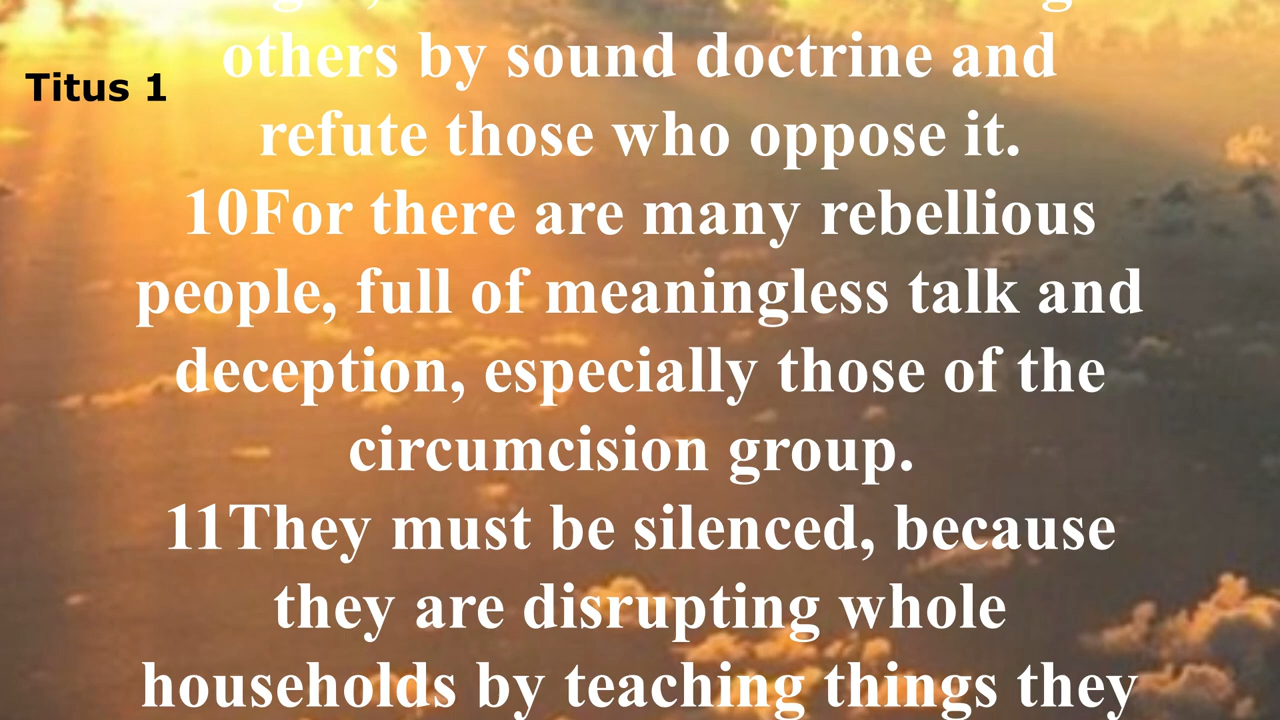 Titus 1
others by sound doctrine and
refute those who oppose it.
10For there are many rebellious
people, full of meaningless talk and
deception, especially those of the
circumcision group.
11They must be silenced, because
they are disrupting whole
households by teaching things they